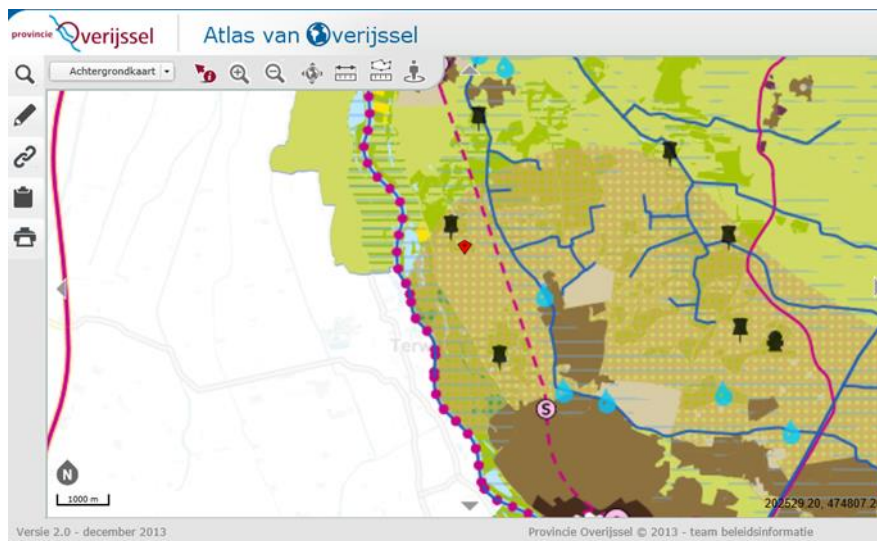 provincie Overijssel
Atlas van Overijssel
Achtergrondkaart
S
N
1000 m
202529.20, 474807.2
Versie 2.0 - december 2013
Provincie Overijssel © 2013 - team beleidsinformatie